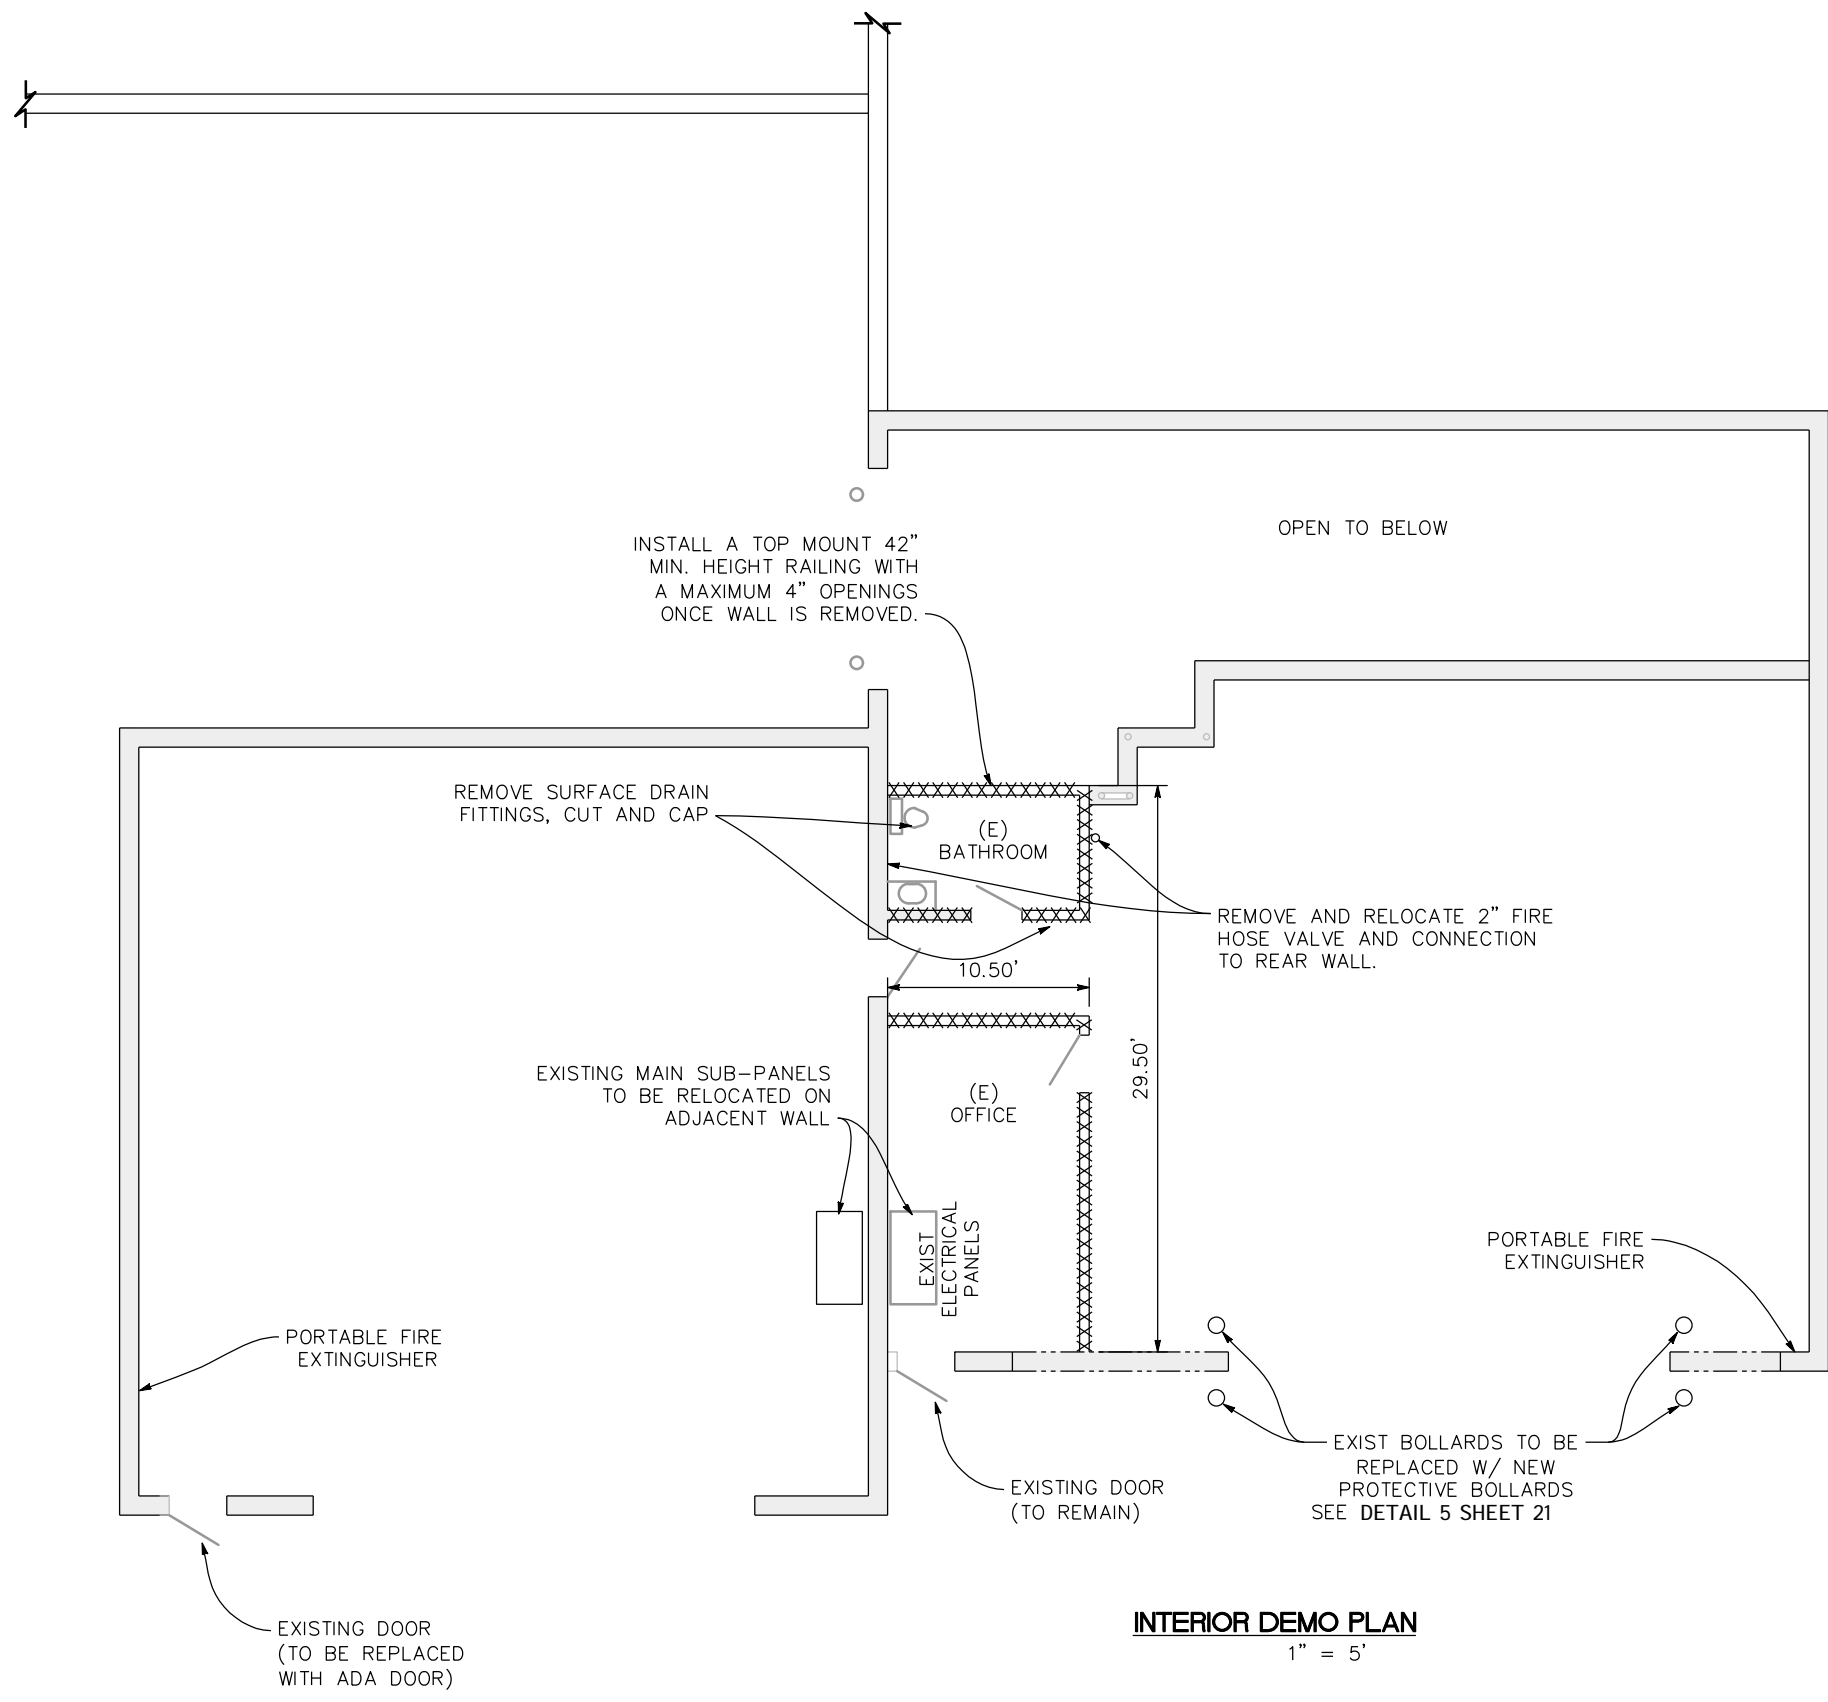 INSTALL A TOP MOUNT 42”
MIN. HEIGHT RAILING WITH
A MAXIMUM 4” OPENINGS
ONCE WALL IS REMOVED.
OPEN TO BELOW
REMOVE SURFACE DRAIN
FITTINGS, CUT AND CAP
(E)
BATHROOM
REMOVE AND RELOCATE 2” FIRE
HOSE VALVE AND CONNECTION
TO REAR WALL.
10.50’
29.50’
EXISTING MAIN SUB-PANELS
TO BE RELOCATED ON
ADJACENT WALL
(E)
OFFICE
EXIST
ELECTRICAL
PANELS
PORTABLE FIRE
EXTINGUISHER
PORTABLE FIRE
EXTINGUISHER
EXIST BOLLARDS TO BE
REPLACED W/ NEW
PROTECTIVE BOLLARDS
SEE DETAIL 5 SHEET 21
EXISTING DOOR
(TO REMAIN)
EXISTING DOOR
(TO BE REPLACED
WITH ADA DOOR)
INTERIOR DEMO PLAN
1” = 5’